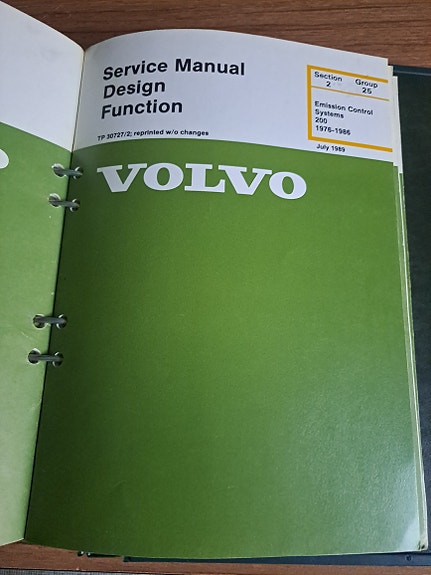 Service Manual
Design
Function
TP 30727/2; reprinted w/o changes
Section Group
2 25
Emission Control
Systems
200
1976-1986
July 1989
VOLVO